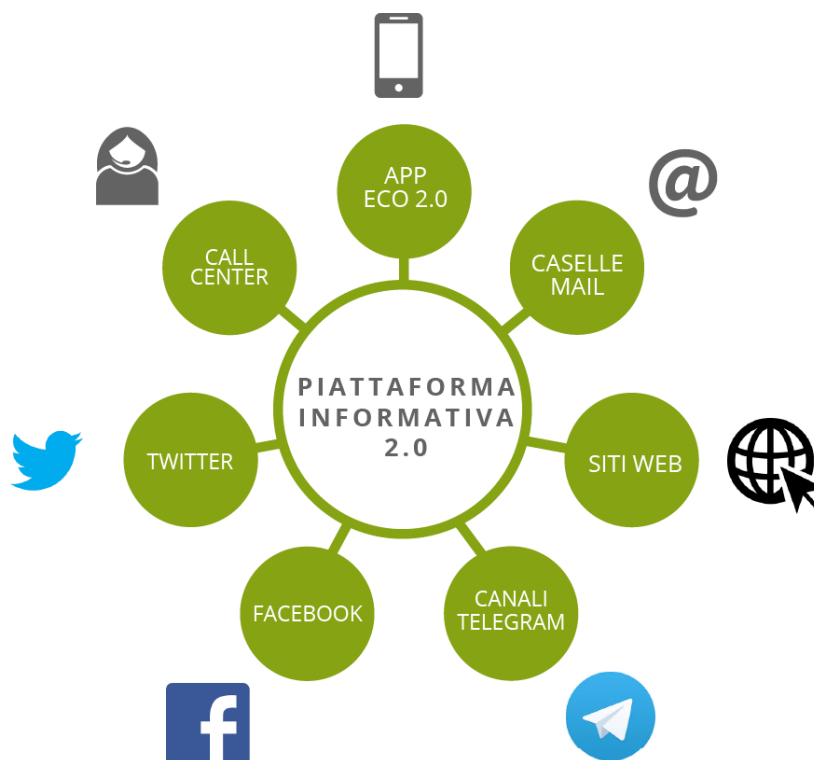 APP
ECO 2.0
CALL
CENTER
CASELLE
MAIL
PIATTAFORMA
INFORMATIVA
2.0
TWITTER
SITI WEB
FACEBOOK
CANALI
TELEGRAM